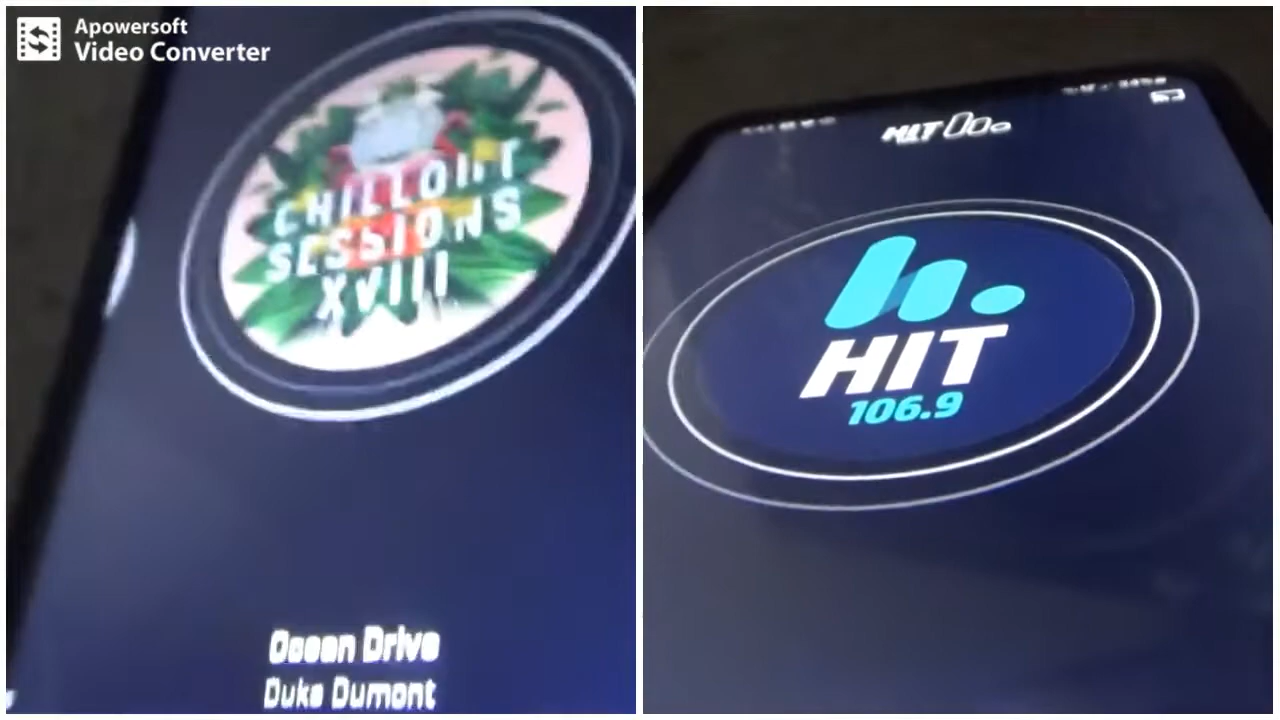 Apowersoft
Video Converter
CHILLOUT
SESSIONS
XVIII
Ocean Drive
Duke Dumont
HIT
HIT
106.9